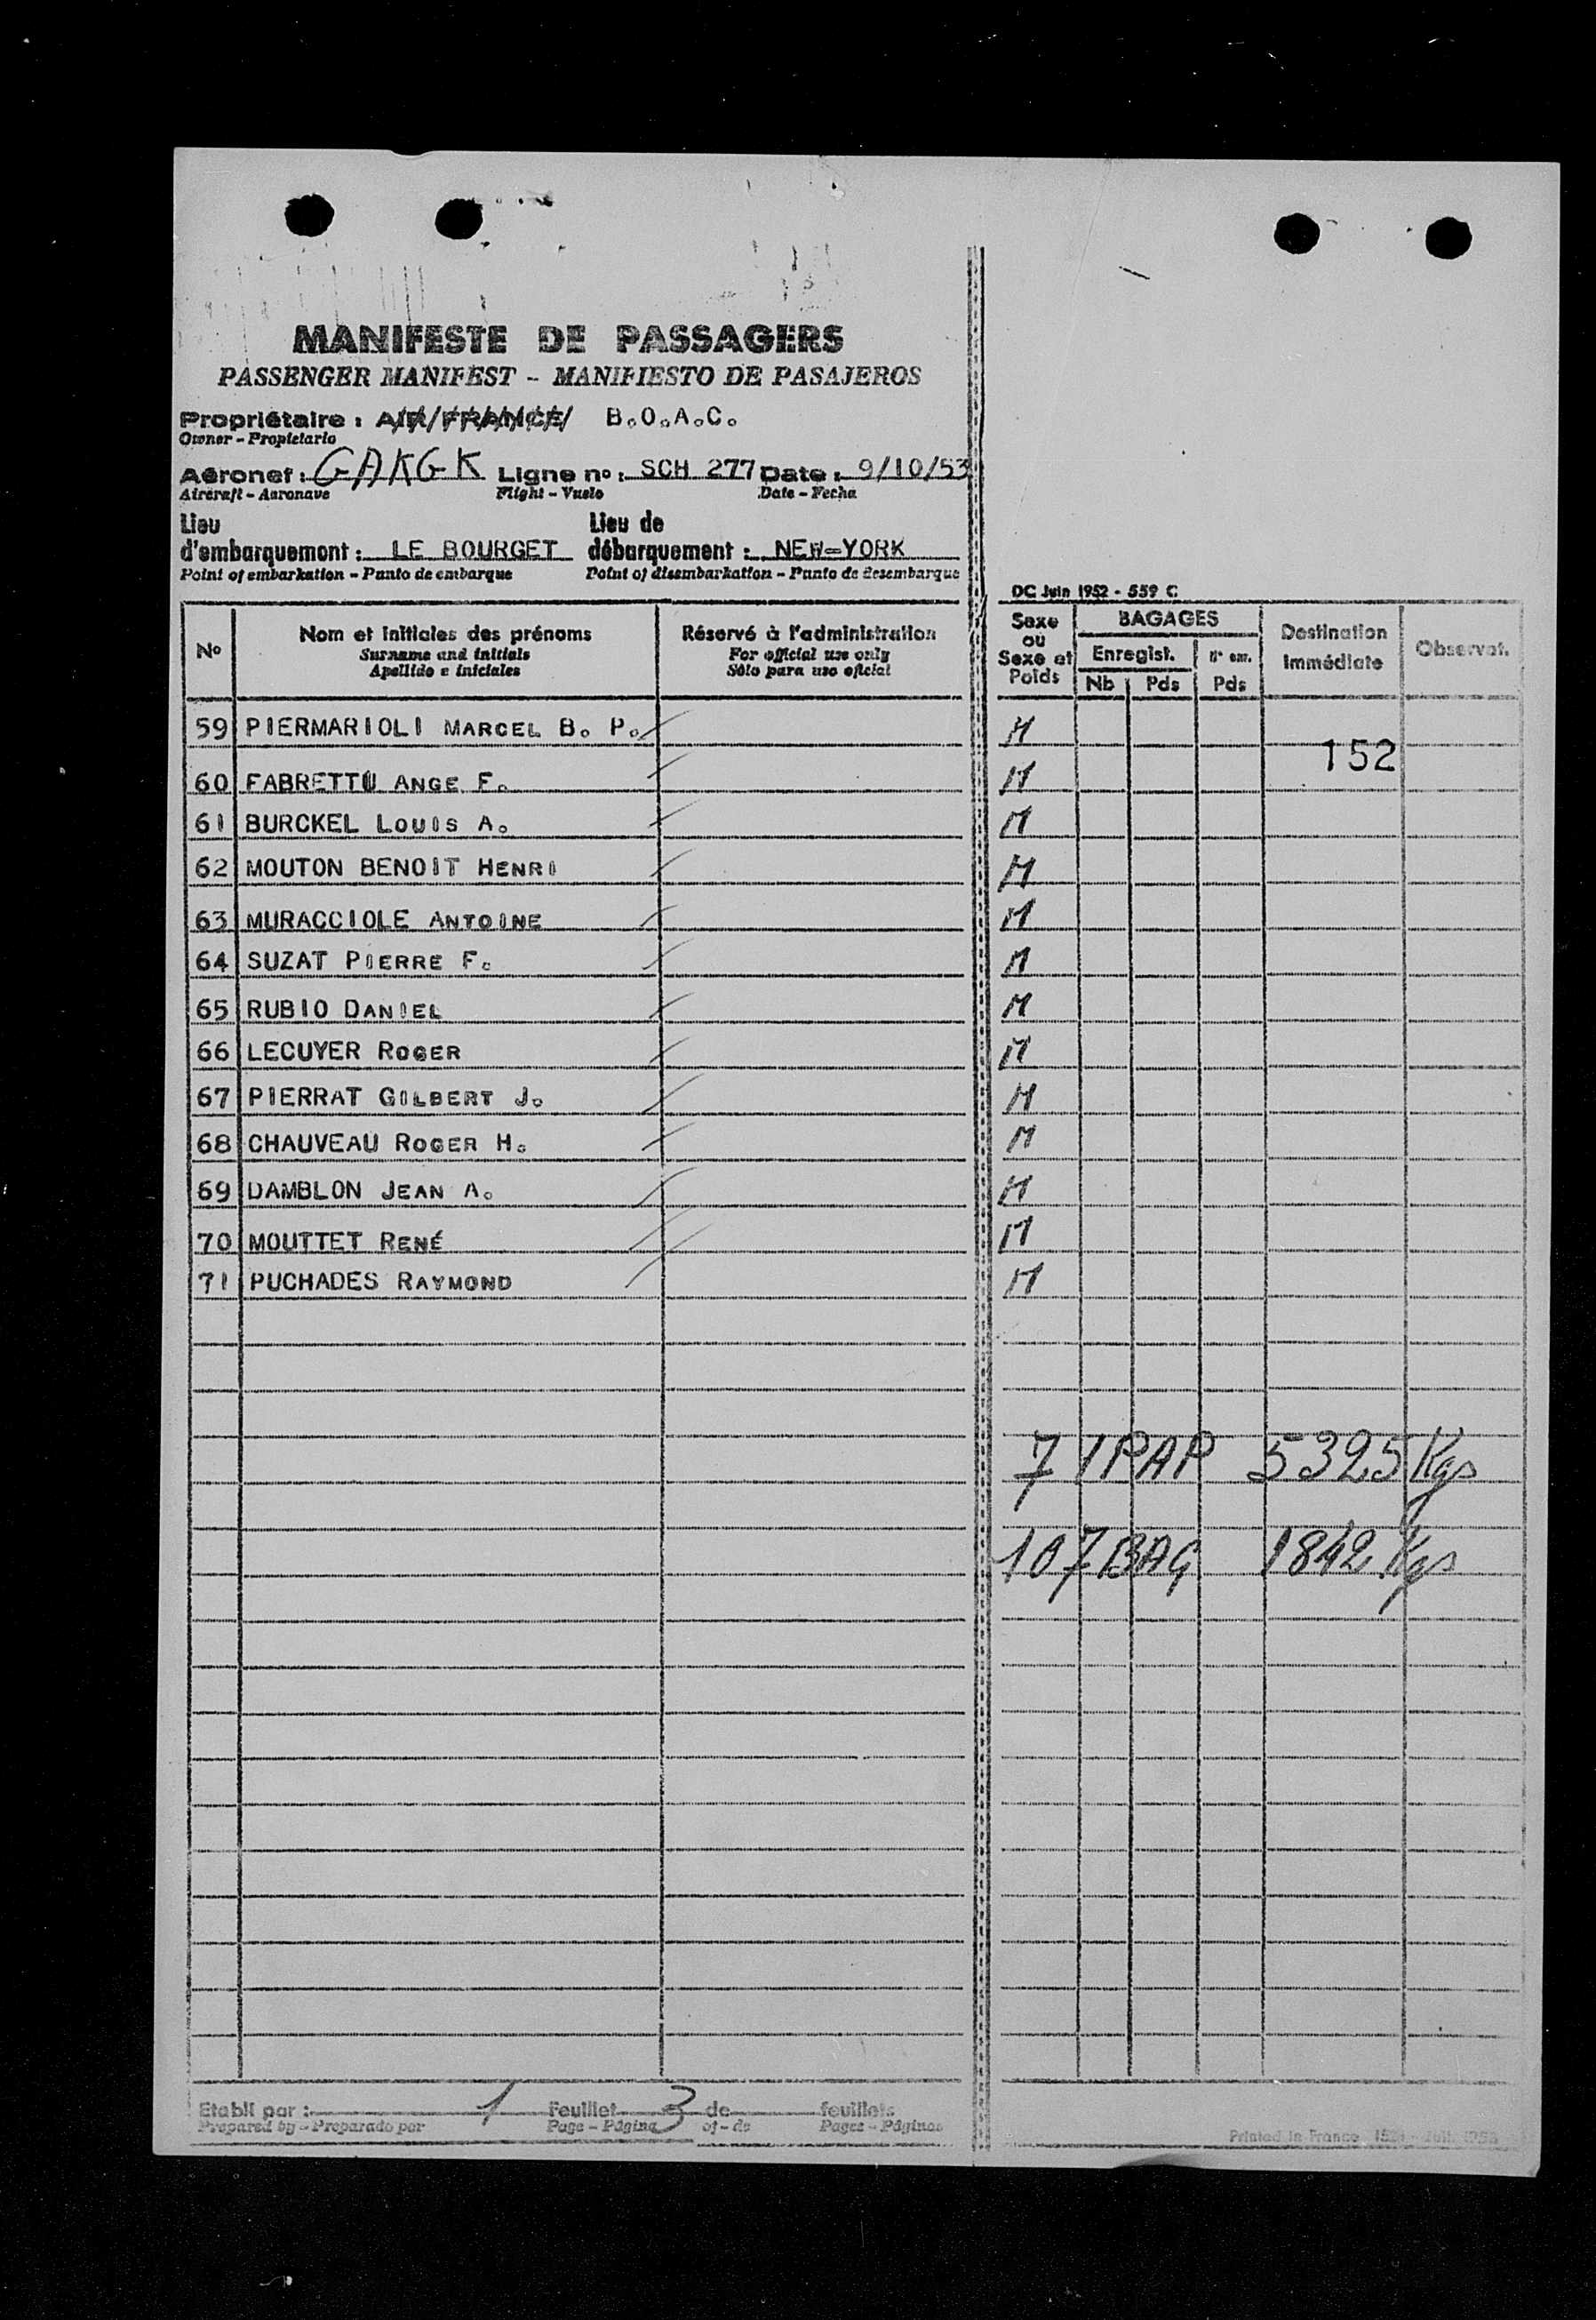 MANIFESTE DE PASSAGERS
PASSENGER MANIFEST - MANIFIESTO DE PASAJEROS
Propriétaire : AIR FRANCE B.O.A.C.
Owner - Propietario
Aéronef : GAKGK Ligne no : SCH 277 Date : 9/10/53
Aircraft - Aeronave Flight - Vuelo Date - Fecha
Lieu Lieu de
d'embarquement : LE BOURGET débarquement : NEW-YORK
Point of embarkation - Punto de embarque Point of disembarkation - Punto de desembarque
DC Juin 1952 - 559 C
No Nom et initiales des prénoms Réservé à l'administration Sexe ou Sexe et Poids BAGAGES Destination immédiate Observat.
Surname and initials For official use only Enregist. N° enr.
Apellido e iniciales Sólo para uso oficial Nb Pds Pds
59 PIERMARIOLI MARCEL B. P. M
152
60 FABRETTU ANGE F. M
61 BURCKEL LOUIS A. M
62 MOUTON BENOIT HENRI M
63 MURACCIOLE ANTOINE M
64 SUZAT PIERRE F. M
65 RUBIO DANIEL M
66 LECUYER ROGER M
67 PIERRAT GILBERT J. M
68 CHAUVEAU ROGER H. M
69 DAMBLON JEAN A. M
70 MOUTTET RENÉ M
71 PUCHADES RAYMOND M
71 PAP 5325 Kgs
107 BAG 1842 Kgs
Etabli par : 1 Feuillet 3 de feuillets
Prepared by - Preparado por Page - Página of - de Pages - Páginas
Printed in France